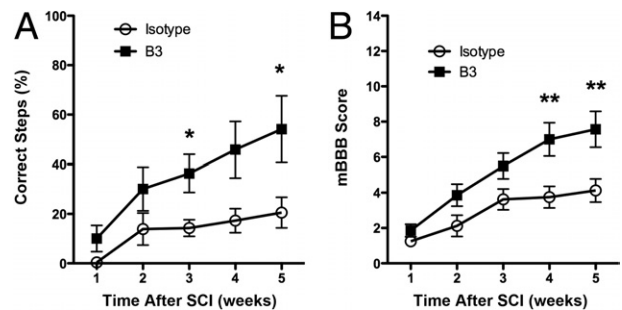 A
Isotype
B3
Correct Steps (%)
100
80
60
40
20
0
*
*
1 2 3 4 5
Time After SCI (weeks)
B
Isotype
B3
mBBB Score
14
12
10
8
6
4
2
0
**
**
1 2 3 4 5
Time After SCI (weeks)